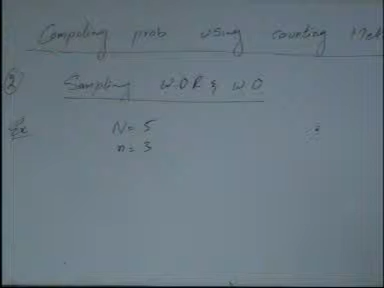 Computing prob using counting Met
③ Sampling W.O.R & W.O
Ex N = 5
n = 3